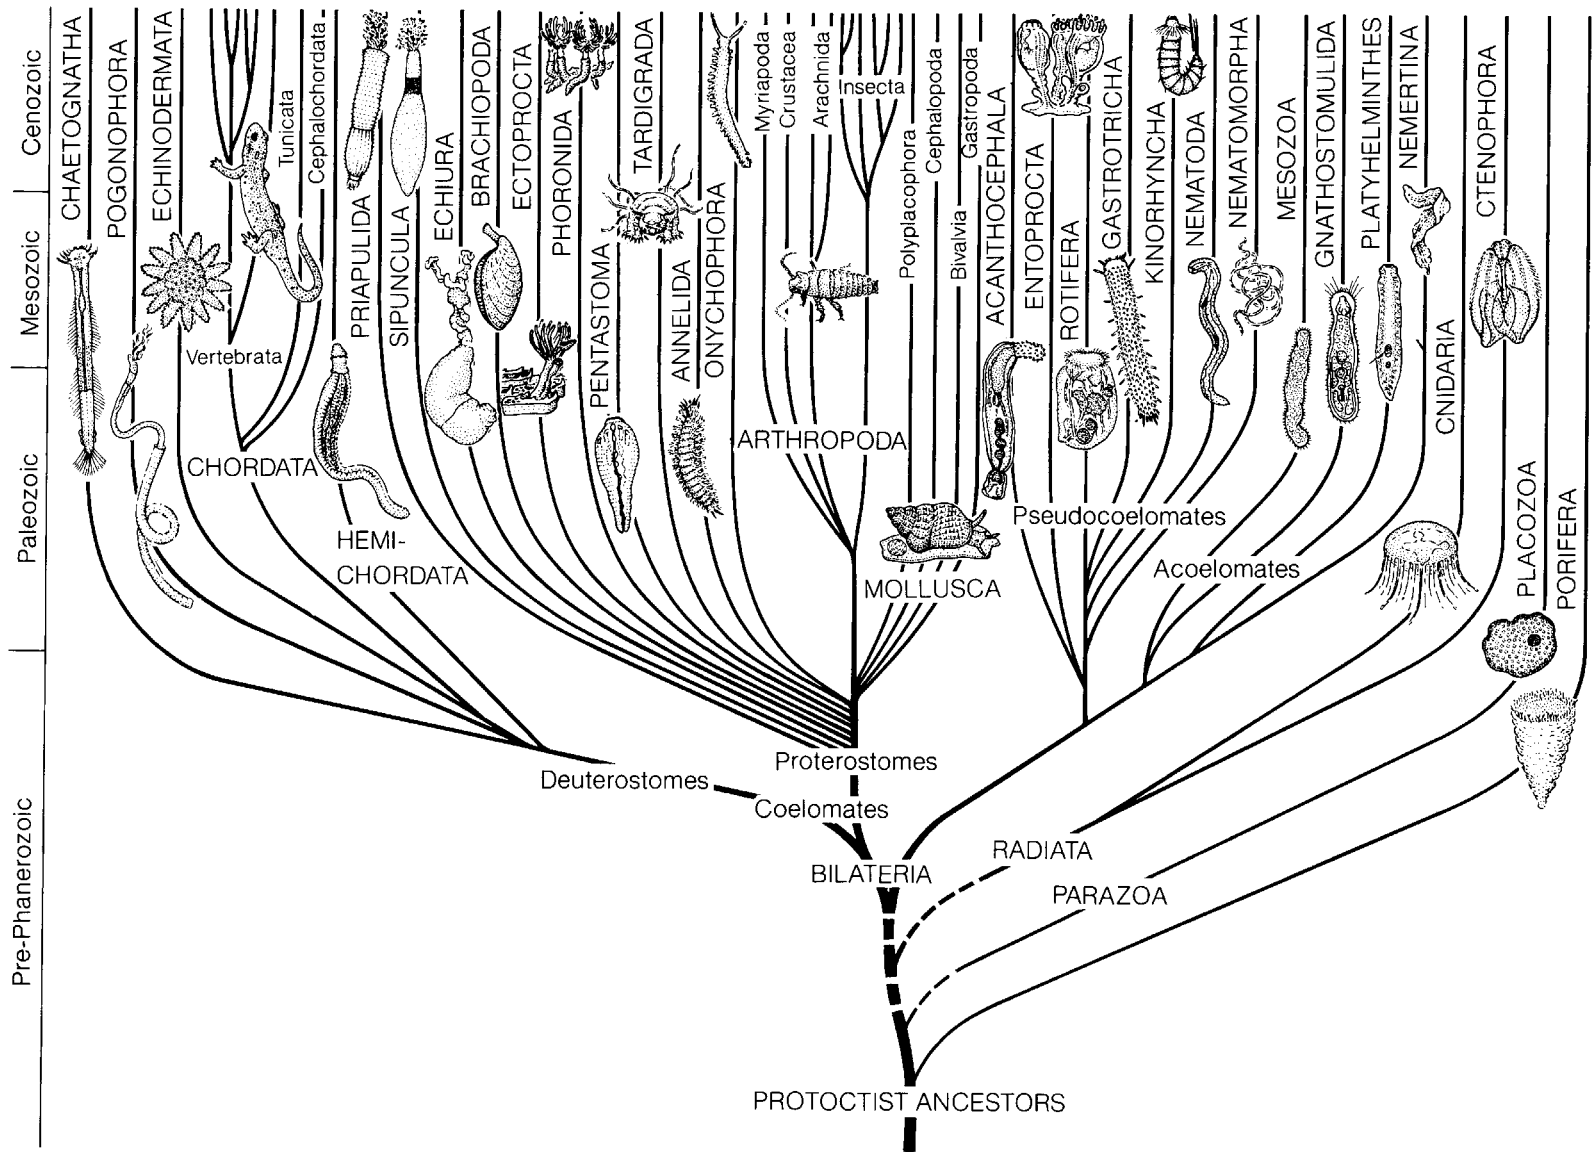 Cenozoic
Mesozoic
Paleozoic
Pre-Phanerozoic
CHAETOGNATHA
POGONOPHORA
ECHINODERMATA
Vertebrata
Tunicata
Cephalochordata
CHORDATA
HEMI-
CHORDATA
PRIAPULIDA
SIPUNCULA
ECHIURA
BRACHIOPODA
ECTOPROCTA
PHORONIDA
PENTASTOMA
TARDIGRADA
ANNELIDA
ONYCHOPHORA
Myriapoda
Crustacea
Arachnida
Insecta
ARTHROPODA
Polyplacophora
Cephalopoda
Bivalvia
Gastropoda
MOLLUSCA
ACANTHOCEPHALA
ENTOPROCTA
ROTIFERA
GASTROTRICHA
KINORHYNCHA
NEMATODA
NEMATOMORPHA
Pseudocoelomates
MESOZOA
GNATHOSTOMULIDA
PLATYHELMINTHES
NEMERTINA
Acoelomates
CNIDARIA
CTENOPHORA
PLACOZOA
PORIFERA
Deuterostomes
Proterostomes
Coelomates
BILATERIA
RADIATA
PARAZOA
PROTOCTIST ANCESTORS